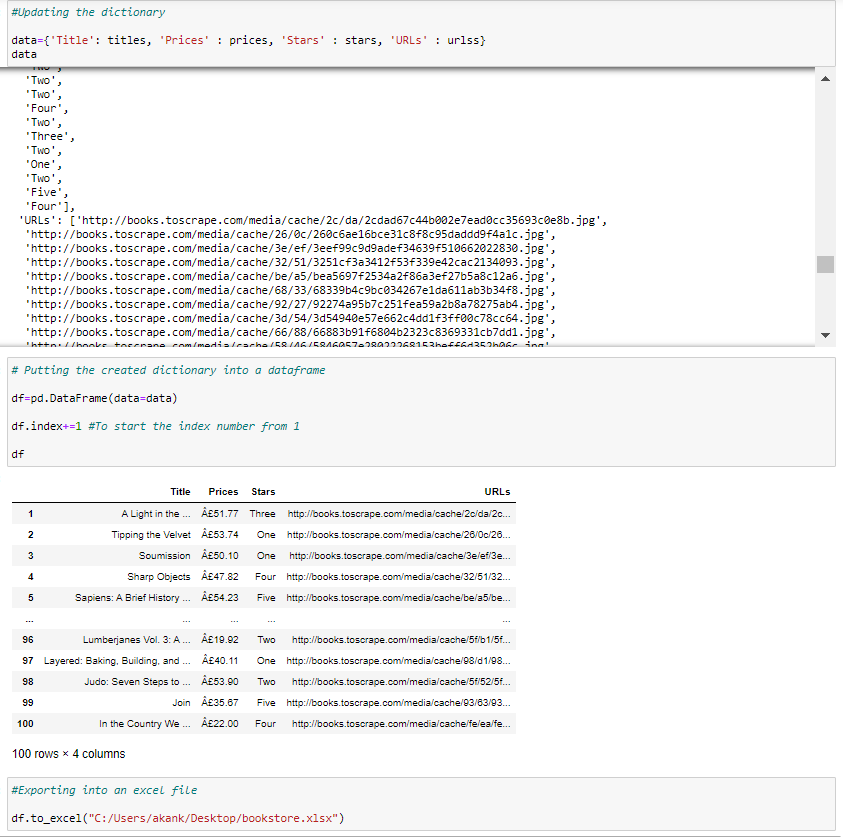 #Updating the dictionary
data={'Title': titles, 'Prices' : prices, 'Stars' : stars, 'URLs' : urlss}
data
'Two',
'Two',
'Two',
'Four',
'Two',
'Three',
'Two',
'One',
'Two',
'Five',
'Four'],
'URLs': ['http://books.toscrape.com/media/cache/2c/da/2cdad67c44b002e7ead0cc35693c0e8b.jpg',
'http://books.toscrape.com/media/cache/26/0c/260c6ae16bce31c8f8c95daddd9f4a1c.jpg',
'http://books.toscrape.com/media/cache/3e/ef/3eef99c9d9adef34639f510662022830.jpg',
'http://books.toscrape.com/media/cache/32/51/3251cf3a3412f53f339e42cac2134093.jpg',
'http://books.toscrape.com/media/cache/be/a5/bea5697f2534a2f86a3ef27b5a8c12a6.jpg',
'http://books.toscrape.com/media/cache/68/33/68339b4c9bc034267e1da611ab3b34f8.jpg',
'http://books.toscrape.com/media/cache/92/27/92274a95b7c251fea59a2b8a78275ab4.jpg',
'http://books.toscrape.com/media/cache/3d/54/3d54940e57e662c4dd1f3ff00c78cc64.jpg',
'http://books.toscrape.com/media/cache/66/88/66883b91f6804b2323c8369331cb7dd1.jpg',
'http://books.toscrape.com/media/cache/58/46/5846057e28022268153beff6d352b06c.jpg',
# Putting the created dictionary into a dataframe
df=pd.DataFrame(data=data)
df.index+=1 #To start the index number from 1
df
Title Prices Stars URLs
1 A Light in the ... Â£51.77 Three http://books.toscrape.com/media/cache/2c/da/2c...
2 Tipping the Velvet Â£53.74 One http://books.toscrape.com/media/cache/26/0c/26...
3 Soumission Â£50.10 One http://books.toscrape.com/media/cache/3e/ef/3e...
4 Sharp Objects Â£47.82 Four http://books.toscrape.com/media/cache/32/51/32...
5 Sapiens: A Brief History ... Â£54.23 Five http://books.toscrape.com/media/cache/be/a5/be...
... ... ... ... ...
96 Lumberjanes Vol. 3: A ... Â£19.92 Two http://books.toscrape.com/media/cache/5f/b1/5f...
97 Layered: Baking, Building, and ... Â£40.11 One http://books.toscrape.com/media/cache/98/d1/98...
98 Judo: Seven Steps to ... Â£53.90 Two http://books.toscrape.com/media/cache/5f/52/5f...
99 Join Â£35.67 Five http://books.toscrape.com/media/cache/93/63/93...
100 In the Country We ... Â£22.00 Four http://books.toscrape.com/media/cache/fe/ea/fe...
100 rows × 4 columns
#Exporting into an excel file
df.to_excel("C:/Users/akank/Desktop/bookstore.xlsx")